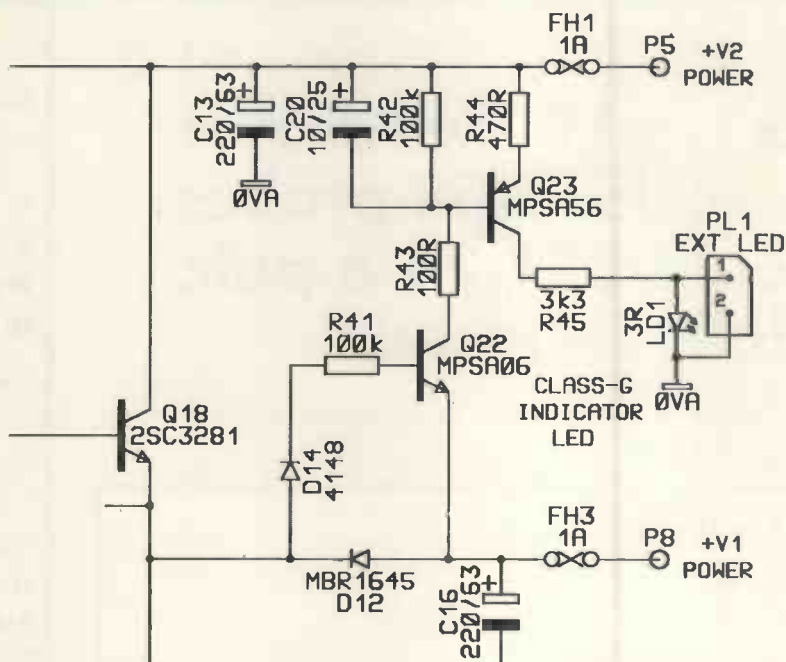 FH1
1A
P5
+V2
POWER
C13
220/63
+
C20
10/25
+
R42
100k
R44
470R
0VA
Q23
MPSA56
PL1
EXT LED
1
2
R43
100R
3k3
R45
3R
LD1
R41
100k
Q22
MPSA06
CLASS-G
INDICATOR
LED
0VA
Q18
2SC3281
D14
4148
FH3
1A
P8
+V1
POWER
MBR1645
D12
C16
220/63
+